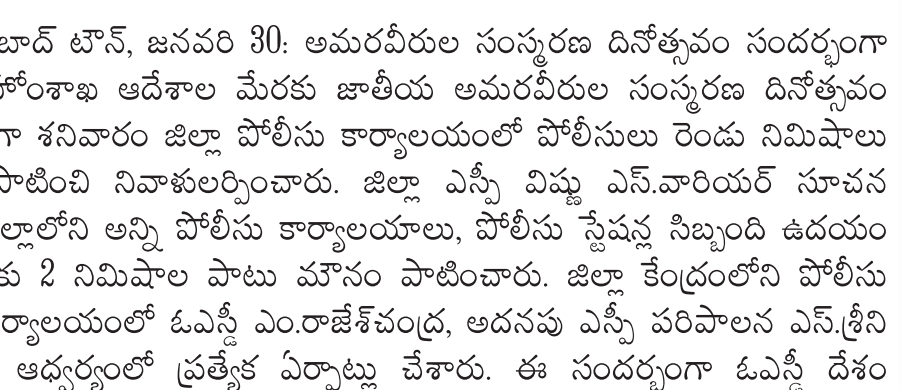 బాద్ టౌన్, జనవరి 30: అమరవీరుల సంస్మరణ దినోత్సవం సందర్భంగా
హోంశాఖ ఆదేశాల మేరకు జాతీయ అమరవీరుల సంస్మరణ దినోత్సవం
గా శనివారం జిల్లా పోలీసు కార్యాలయంలో పోలీసులు రెండు నిమిషాలు
పాటించి నివాళులర్పించారు. జిల్లా ఎస్పీ విష్ణు ఎస్.వారియర్ సూచన
ల్లాలోని అన్ని పోలీసు కార్యాలయాలు, పోలీసు స్టేషన్ల సిబ్బంది ఉదయం
కు 2 నిమిషాల పాటు మౌనం పాటించారు. జిల్లా కేంద్రంలోని పోలీసు
ర్యాలయంలో ఓఎస్డీ ఎం.రాజేశ్‌చంద్ర, అదనపు ఎస్పీ పరిపాలన ఎస్.శ్రీని
ఆధ్వర్యంలో ప్రత్యేక ఏర్పాట్లు చేశారు. ఈ సందర్భంగా ఓఎస్డీ దేశం